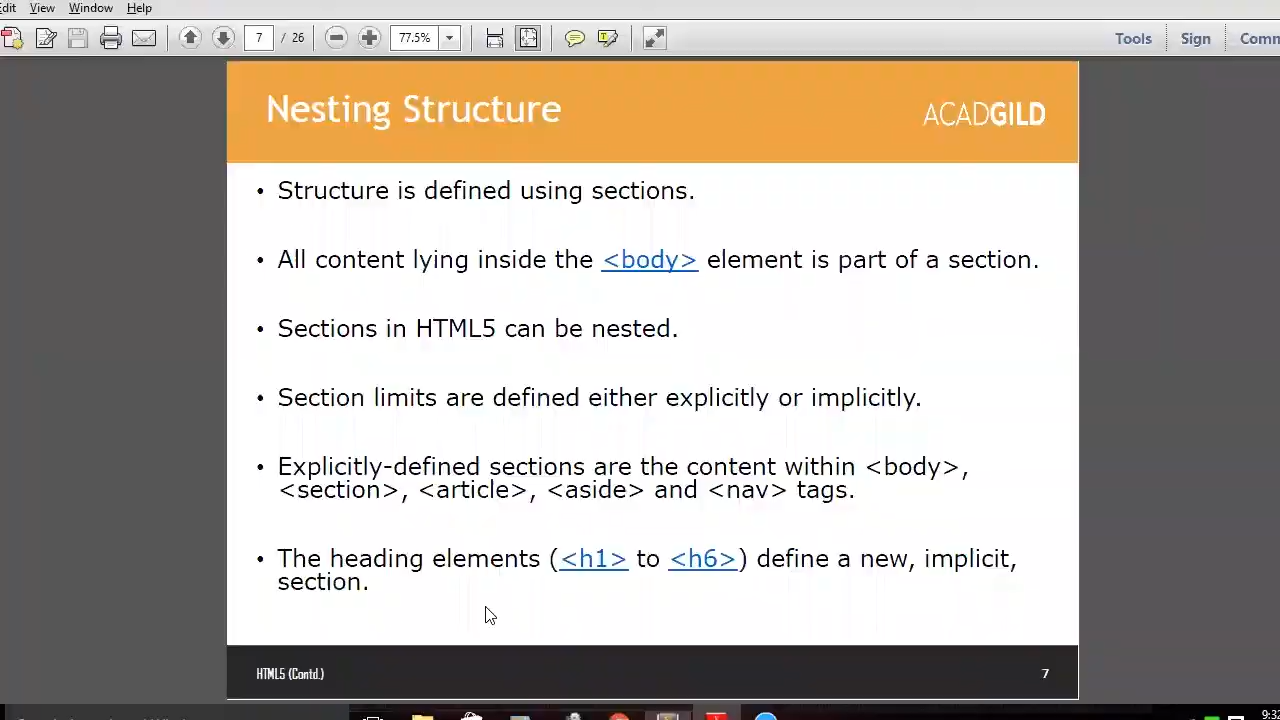 Edit View Window Help
7 / 26 77.5% Tools Sign Comm
Nesting Structure
ACADGILD
• Structure is defined using sections.
• All content lying inside the <body> element is part of a section.
• Sections in HTML5 can be nested.
• Section limits are defined either explicitly or implicitly.
• Explicitly-defined sections are the content within <body>,
<section>, <article>, <aside> and <nav> tags.
• The heading elements (<h1> to <h6>) define a new, implicit,
section.
HTML5 (Contd.) 7